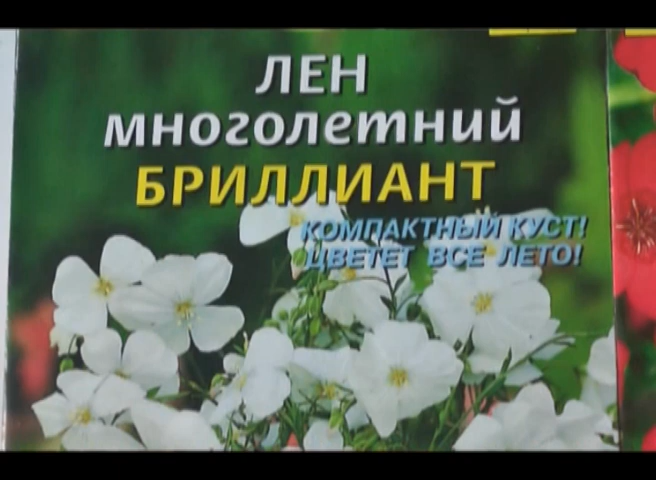 ЛЕН
многолетний
БРИЛЛИАНТ
КОМПАКТНЫЙ КУСТ!
ЦВЕТЕТ ВСЕ ЛЕТО!